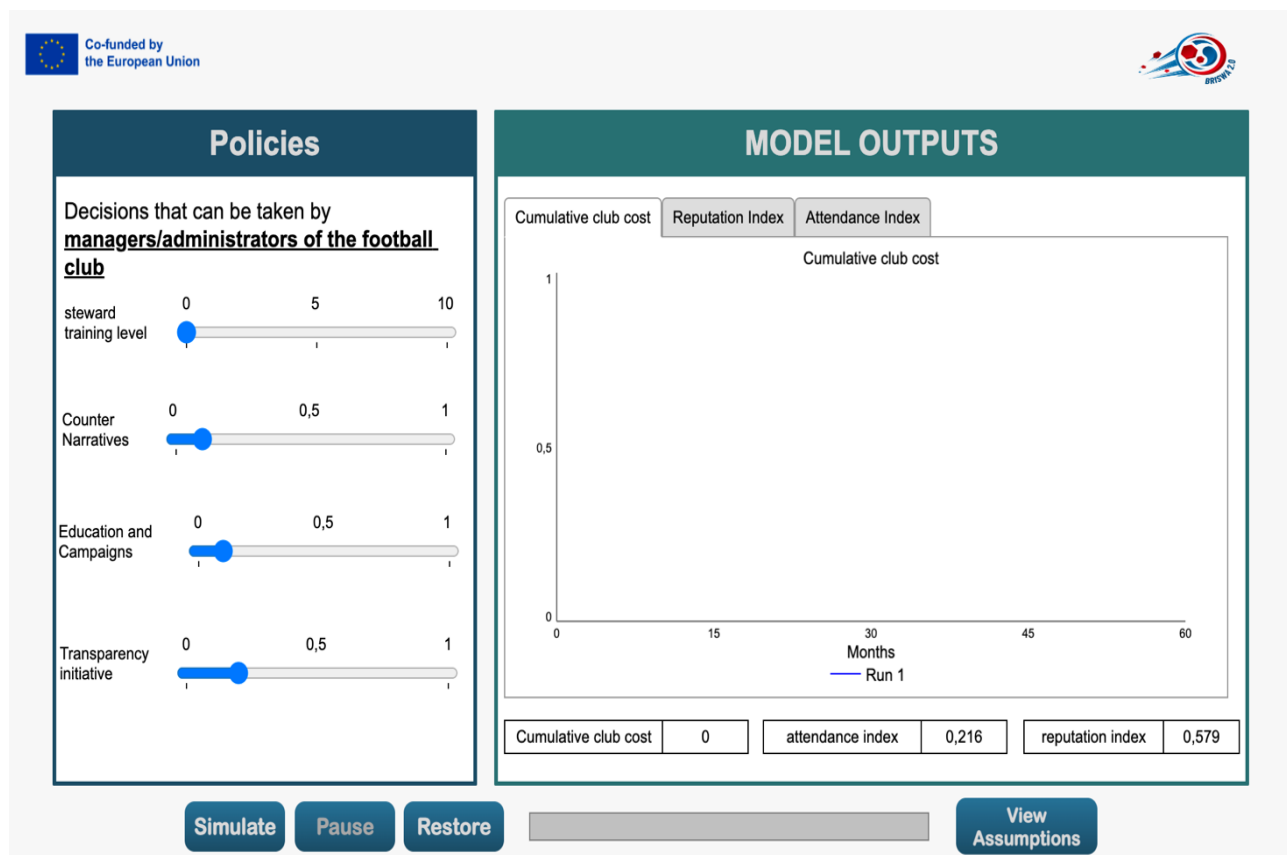 Co-funded by
the European Union
BRISWA 2.0
Policies
Decisions that can be taken by
managers/administrators of the football
club
steward
training level
0 5 10
Counter
Narratives
0 0,5 1
Education and
Campaigns
0 0,5 1
Transparency
initiative
0 0,5 1
MODEL OUTPUTS
Cumulative club cost Reputation Index Attendance Index
Cumulative club cost
1
0,5
0
0 15 30 45 60
Months
Run 1
Cumulative club cost 0 attendance index 0,216 reputation index 0,579
Simulate Pause Restore
View
Assumptions